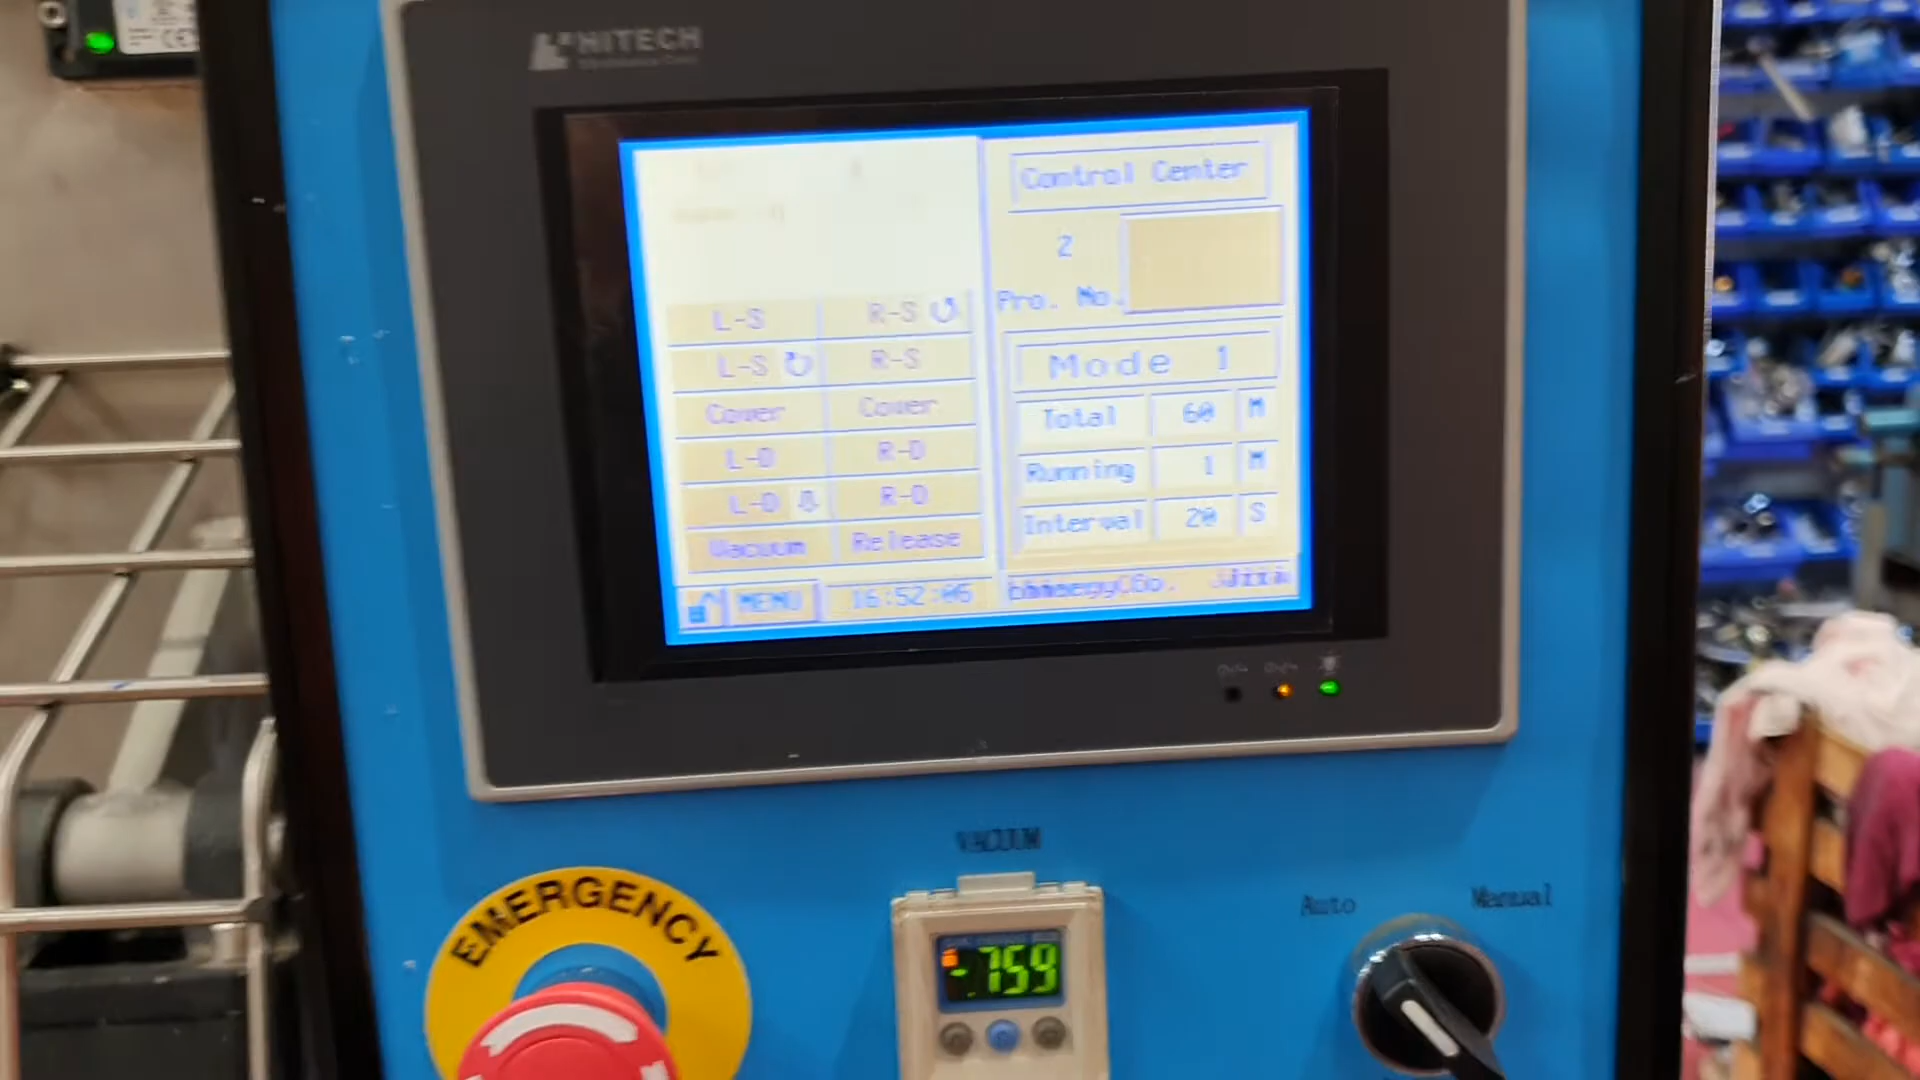 HITECH
Control Center
2
Pro. No.
L-S R-S
L-S R-S
Cover Cover
L-D R-D
L-D R-D
Vacuum Release
Mode 1
Total 60 M
Running 1 M
Interval 20 S
MENU 16:52:05
VACUUM
-.759
EMERGENCY
Auto
Manual